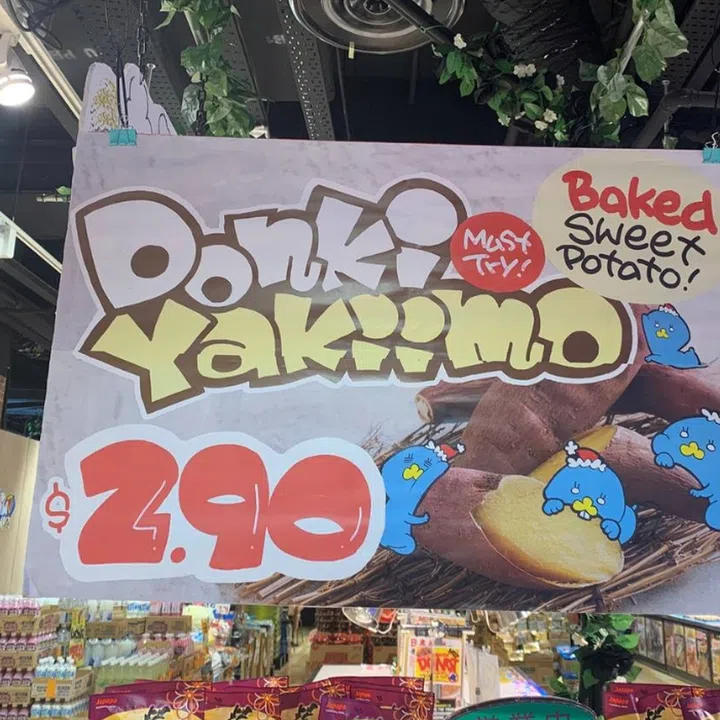 Donki
Yakiimo
Must
Try!
Baked
Sweet
Potato!
$2.90